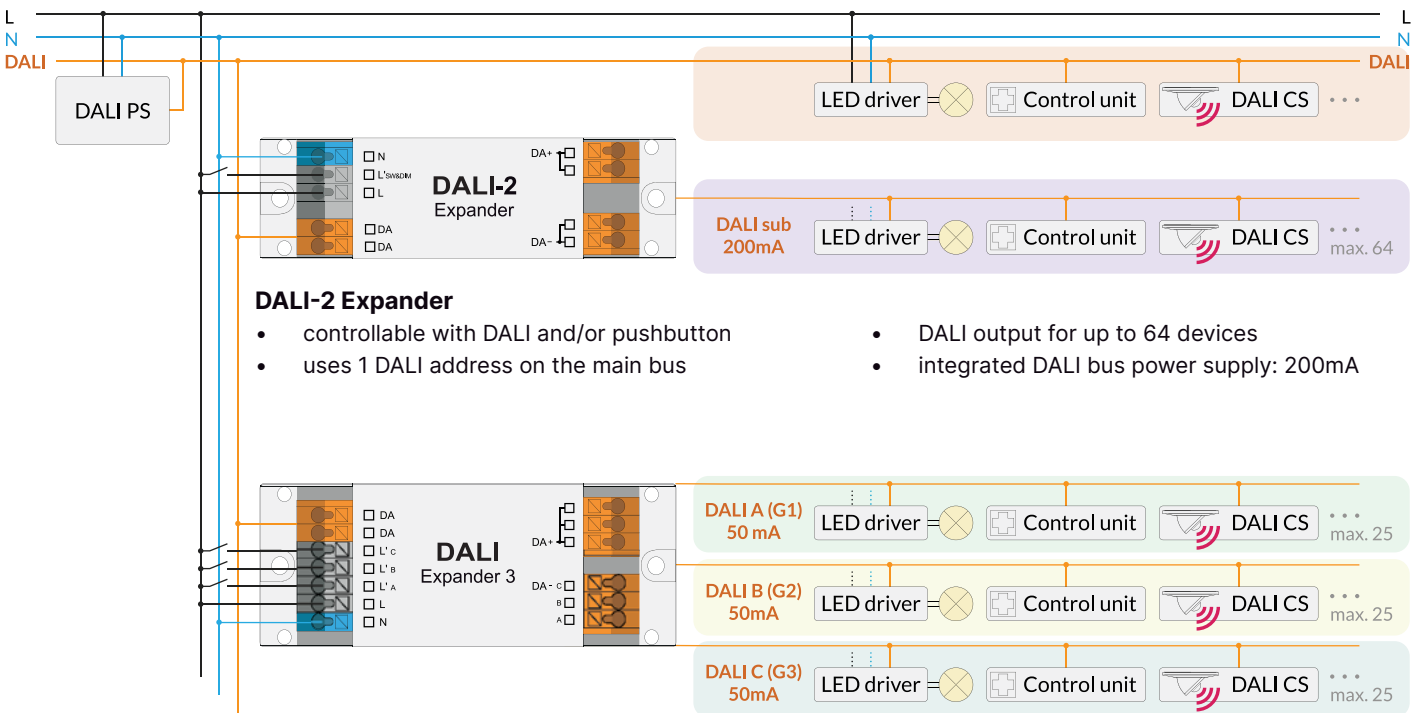 L L
N N
DALI DALI
DALI PS
LED driver Control unit DALI CS ...
N
L'SW&DIM
L
DA
DA
DALI-2
Expander
DA+
DA-
DALI sub
200mA
LED driver Control unit DALI CS ...
max. 64
DALI-2 Expander
• controllable with DALI and/or pushbutton
• uses 1 DALI address on the main bus
• DALI output for up to 64 devices
• integrated DALI bus power supply: 200mA
DA
DA
L' C
L' B
L' A
L
N
DALI
Expander 3
DA+
DA- C
B
A
DALI A (G1)
50 mA
LED driver Control unit DALI CS ...
max. 25
DALI B (G2)
50mA
LED driver Control unit DALI CS ...
max. 25
DALI C (G3)
50mA
LED driver Control unit DALI CS ...
max. 25